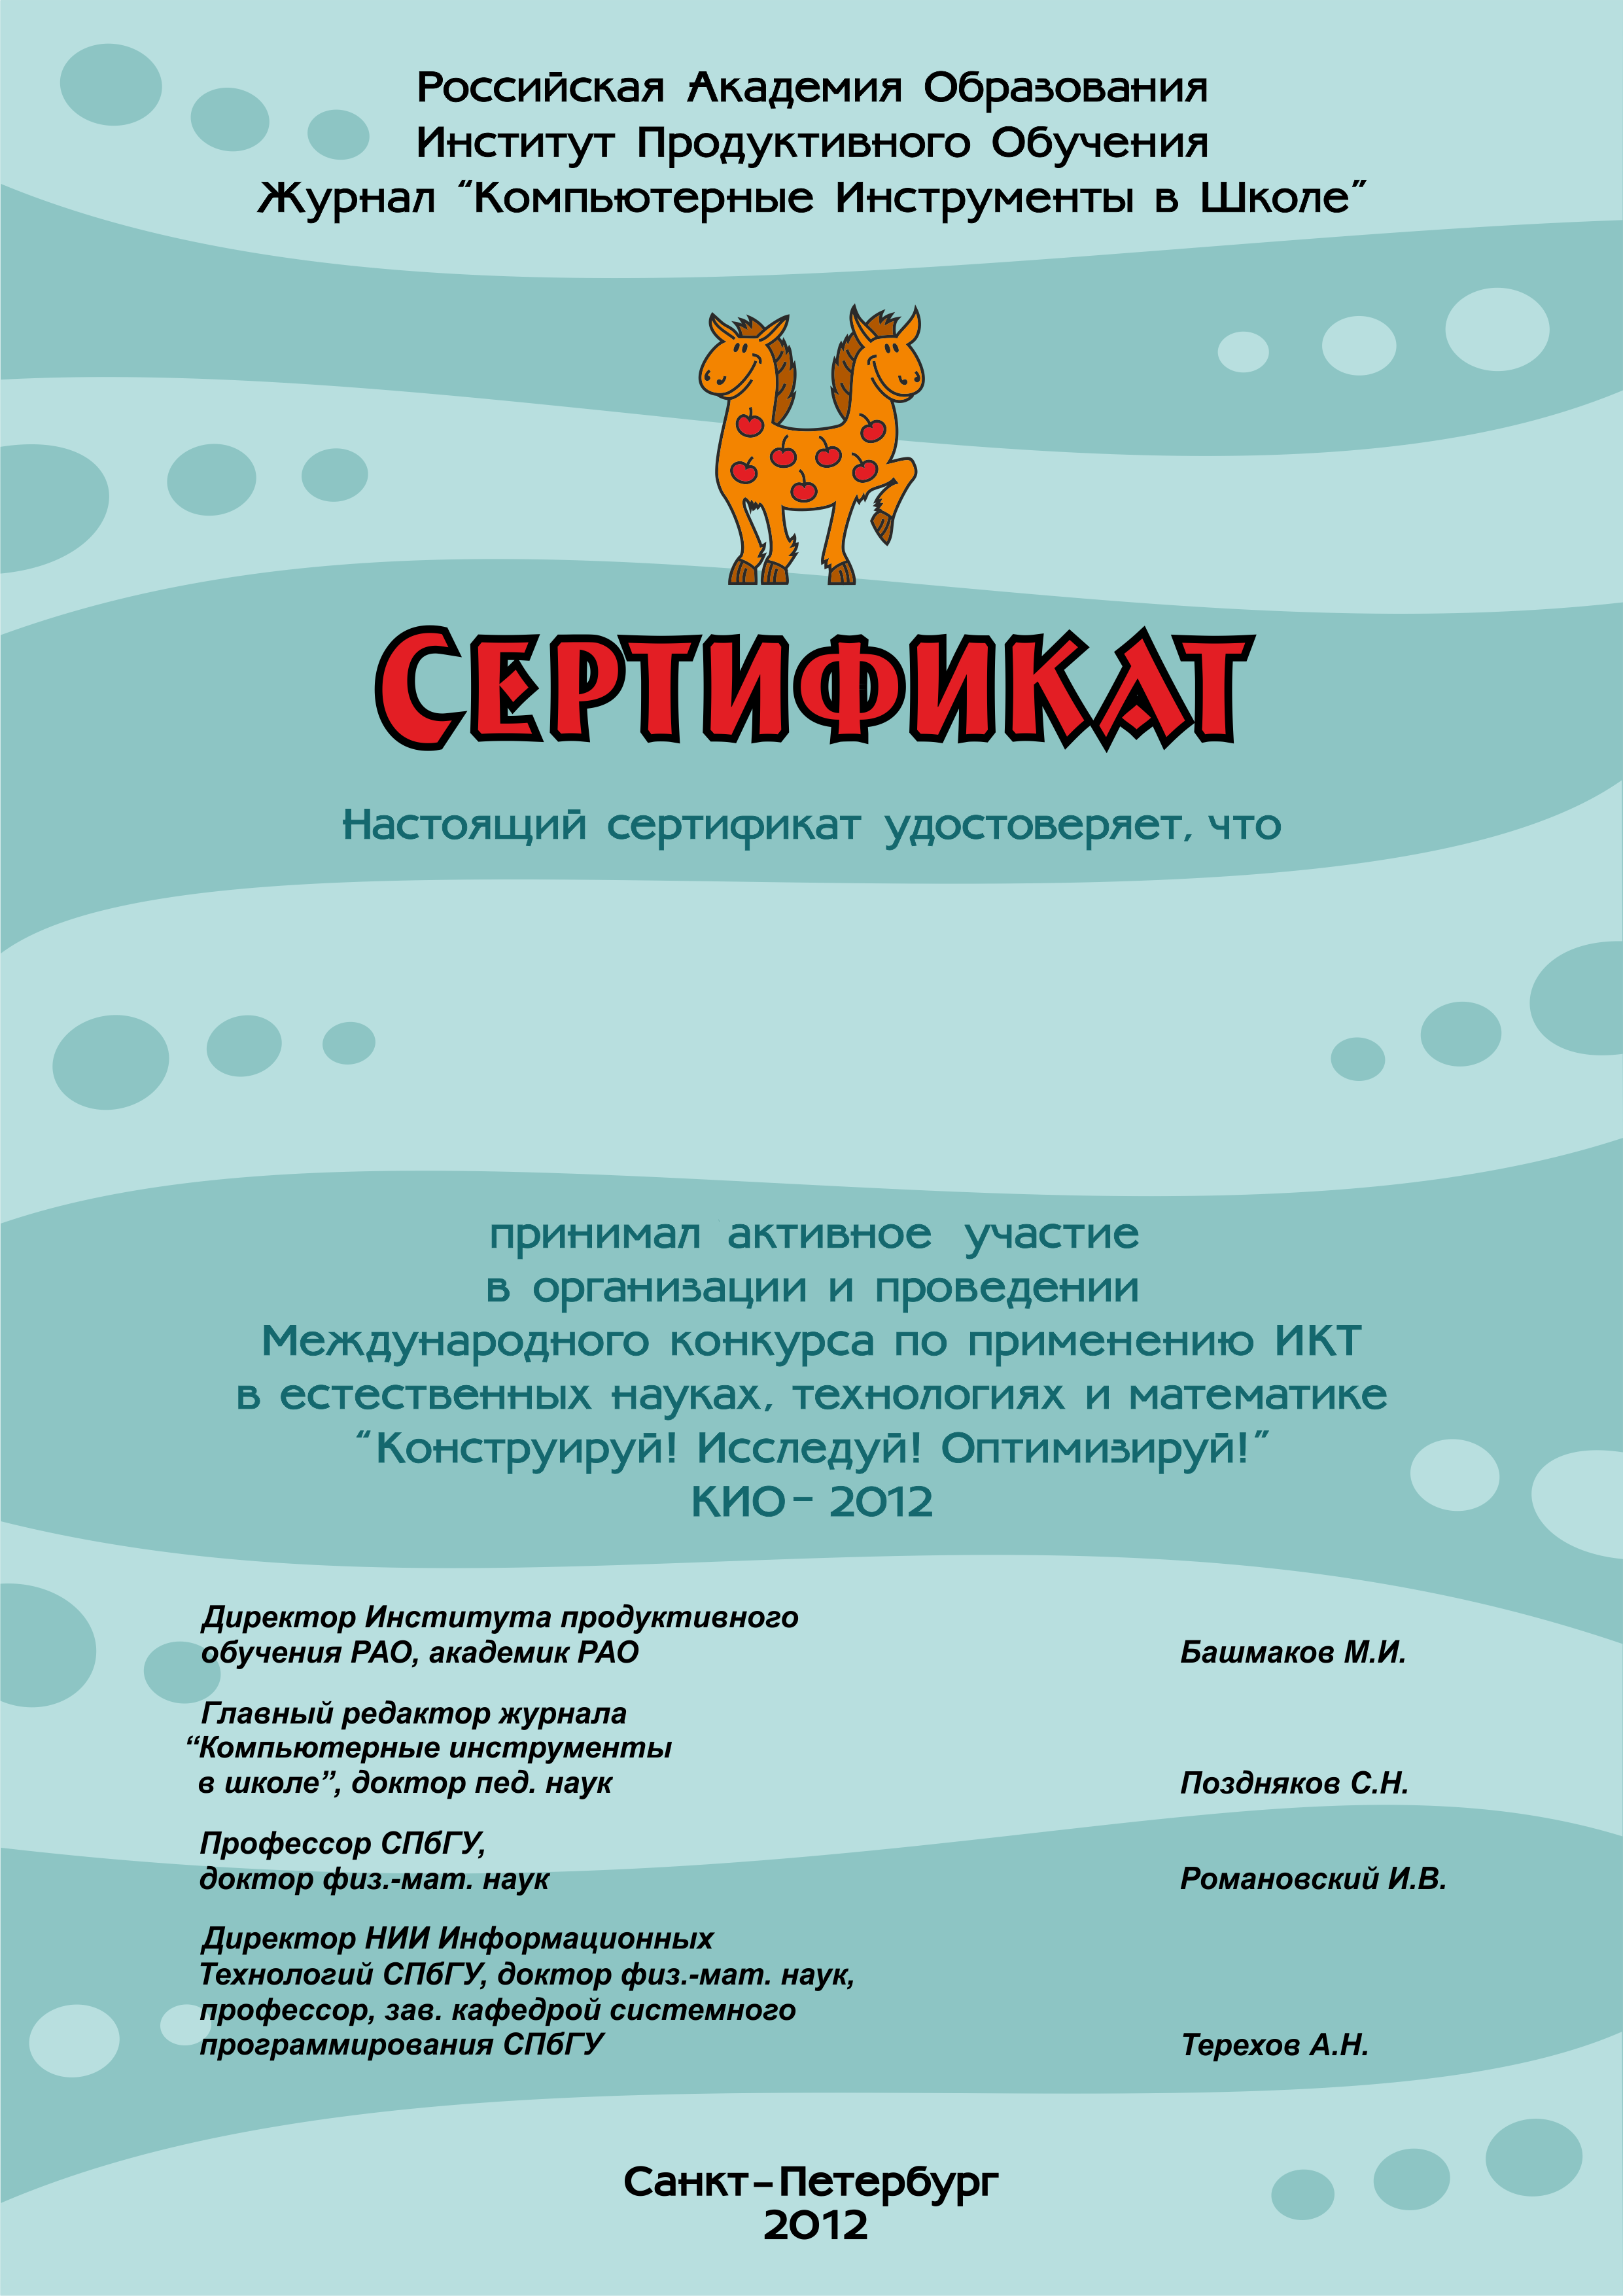 Российская Академия Образования
Институт Продуктивного Обучения
Журнал “Компьютерные Инструменты в Школе”
Сертификат
Настоящий сертификат удостоверяет, что
принимал активное участие
в организации и проведении
Международного конкурса по применению ИКТ
в естественных науках, технологиях и математике
“Конструируй! Исследуй! Оптимизируй!”
КИО - 2012
Директор Института продуктивного
обучения РАО, академик РАО Башмаков М.И.
Главный редактор журнала
“Компьютерные инструменты
в школе”, доктор пед. наук Поздняков С.Н.
Профессор СПбГУ,
доктор физ.-мат. наук Романовский И.В.
Директор НИИ Информационных
Технологий СПбГУ, доктор физ.-мат. наук,
профессор, зав. кафедрой системного
программирования СПбГУ Терехов А.Н.
Санкт-Петербург
2012